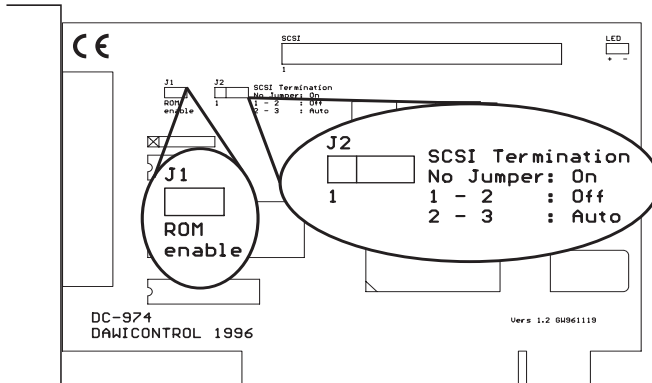 CE
SCSI
1
LED
+ -
J1
ROM
enable
J2
1
SCSI Termination
No Jumper: On
1 - 2 : Off
2 - 3 : Auto
J1
ROM
enable
J2
1
SCSI Termination
No Jumper: On
1 - 2 : Off
2 - 3 : Auto
DC-974
DAWICONTROL 1996
Vers 1.2 GW961119